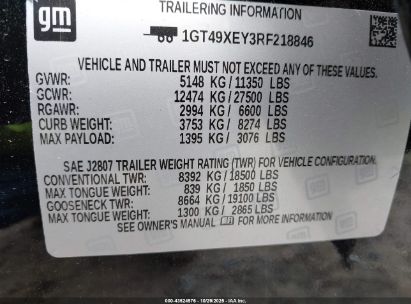 gm
TRAILERING INFORMATION
1GT49XEY3RF218846
VEHICLE AND TRAILER MUST NOT EXCEED ANY OF THESE VALUES.
GVWR: 5148 KG/11350 LBS
GCWR: 12474 KG/27500 LBS
RGAWR: 2994 KG/ 6600 LBS
CURB WEIGHT: 3753 KG/ 8274 LBS
MAX PAYLOAD: 1395 KG/ 3076 LBS
SAE J2807 TRAILER WEIGHT RATING (TWR) FOR VEHICLE CONFIGURATION.
CONVENTIONAL TWR: 8392 KG/18500 LBS
MAX TONGUE WEIGHT: 839 KG/ 1850 LBS
GOOSENECK TWR: 8664 KG/19100 LBS
MAX TONGUE WEIGHT: 1300 KG/ 2865 LBS
SEE OWNER'S MANUAL FOR MORE INFORMATION